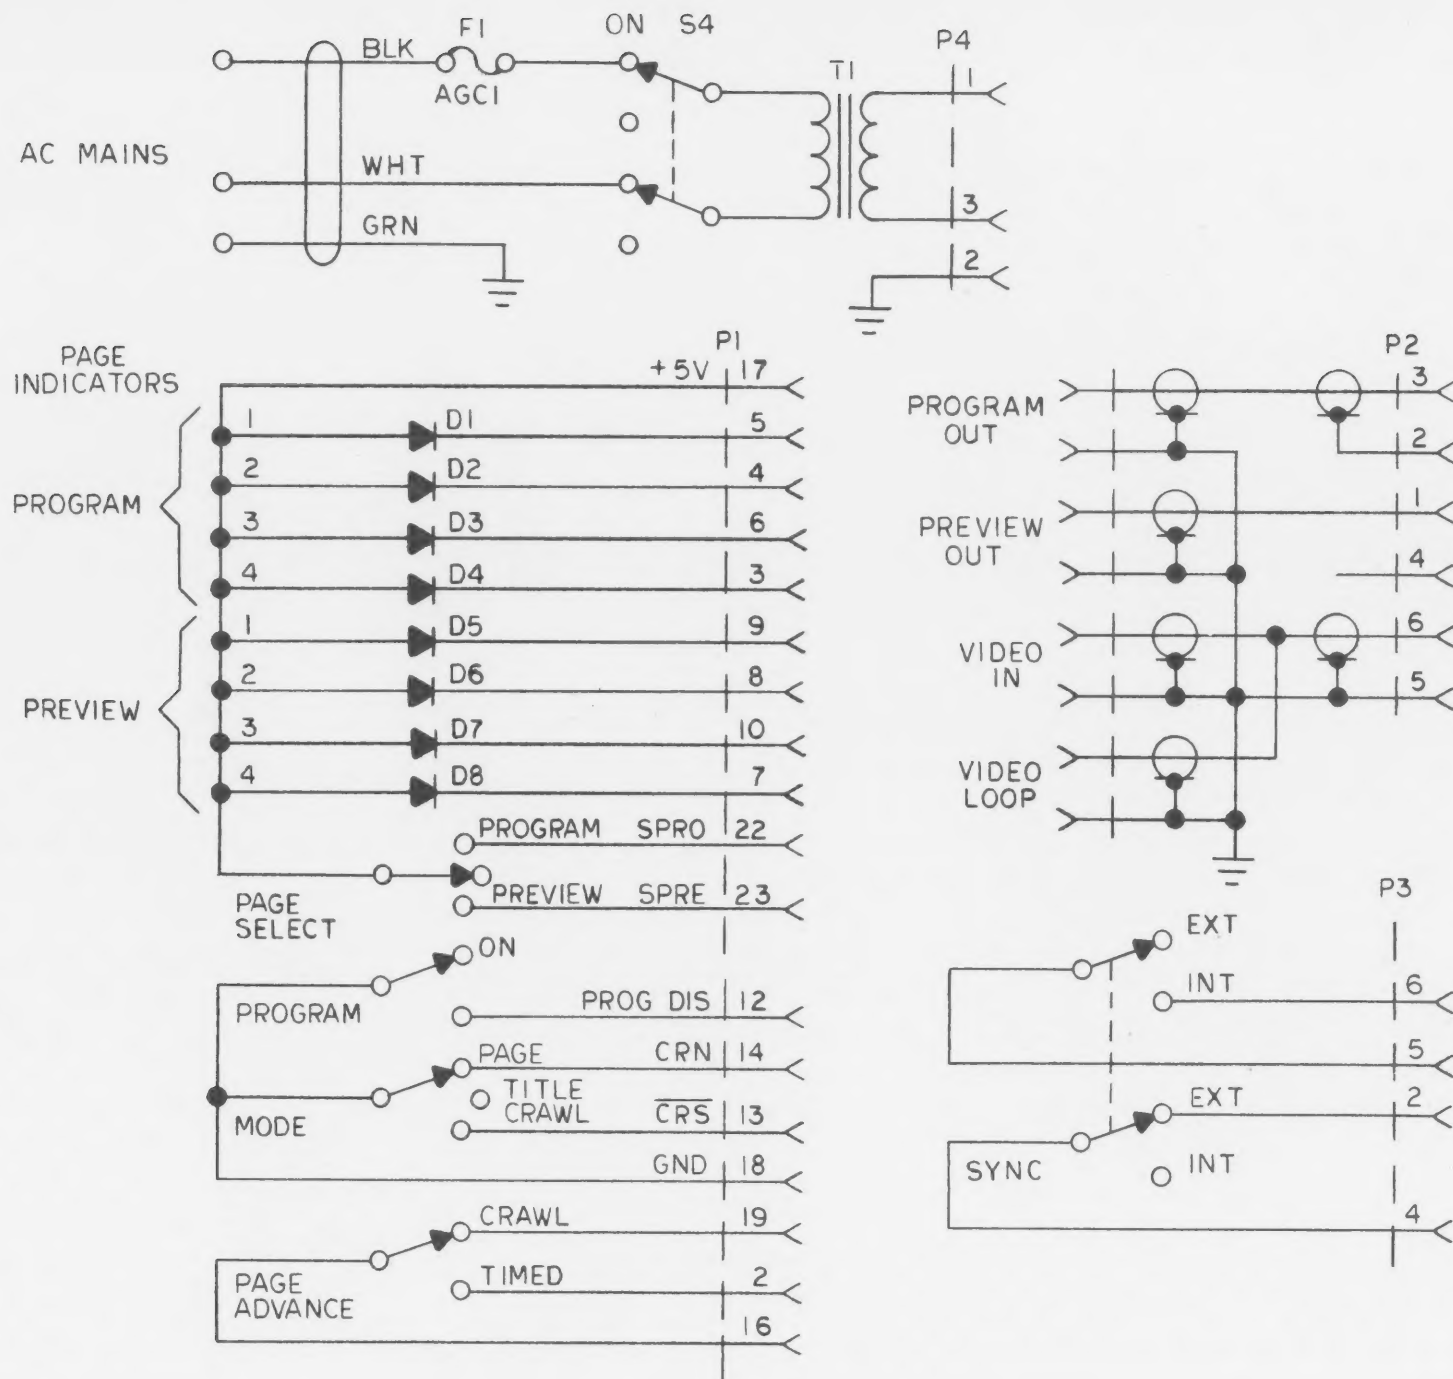 F1
ON S4
P4
BLK
T1
1
AGC1
AC MAINS
WHT
3
GRN
2
PAGE
INDICATORS
P1
+5V 17
1 D1 5
2 D2 4
PROGRAM
3 D3 6
4 D4 3
1 D5 9
2 D6 8
PREVIEW
3 D7 10
4 D8 7
PROGRAM SPRO 22
PREVIEW SPRE 23
PAGE
SELECT
ON
PROG DIS 12
PROGRAM
PAGE CRN 14
TITLE
CRAWL
CRS 13
MODE
GND 18
CRAWL 19
TIMED 2
PAGE
ADVANCE
16
P2
3
PROGRAM
OUT
2
1
PREVIEW
OUT
4
6
VIDEO
IN
5
VIDEO
LOOP
P3
EXT
INT 6
5
EXT 2
SYNC
INT
4